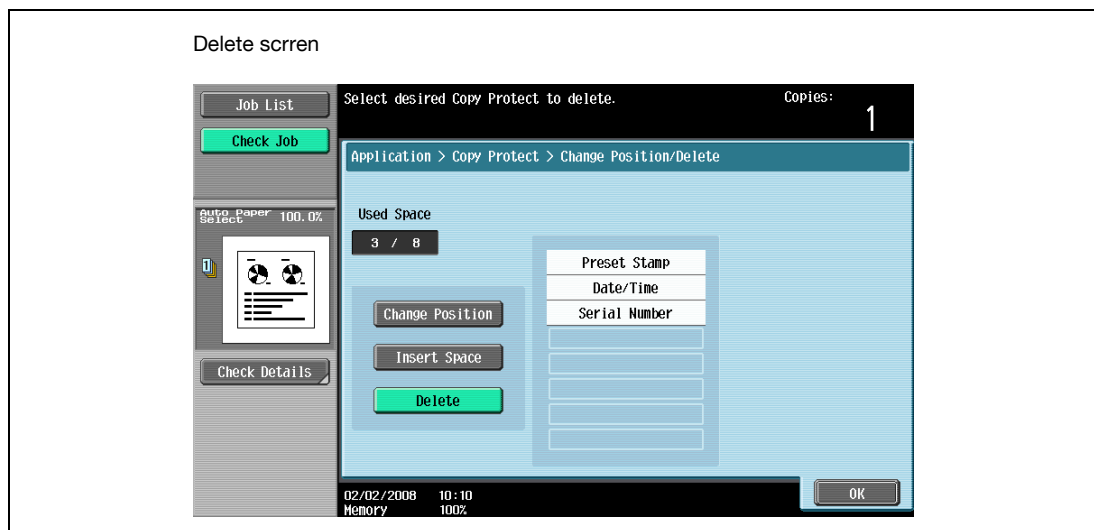 Delete scrren
Job List
Check Job
Select desired Copy Protect to delete.
Copies:
1
Application > Copy Protect > Change Position/Delete
Auto Paper
Select
100.0%
1
Used Space
3 / 8
Change Position
Insert Space
Delete
Preset Stamp
Date/Time
Serial Number
Check Details
02/02/2008 10:10
Memory 100%
OK